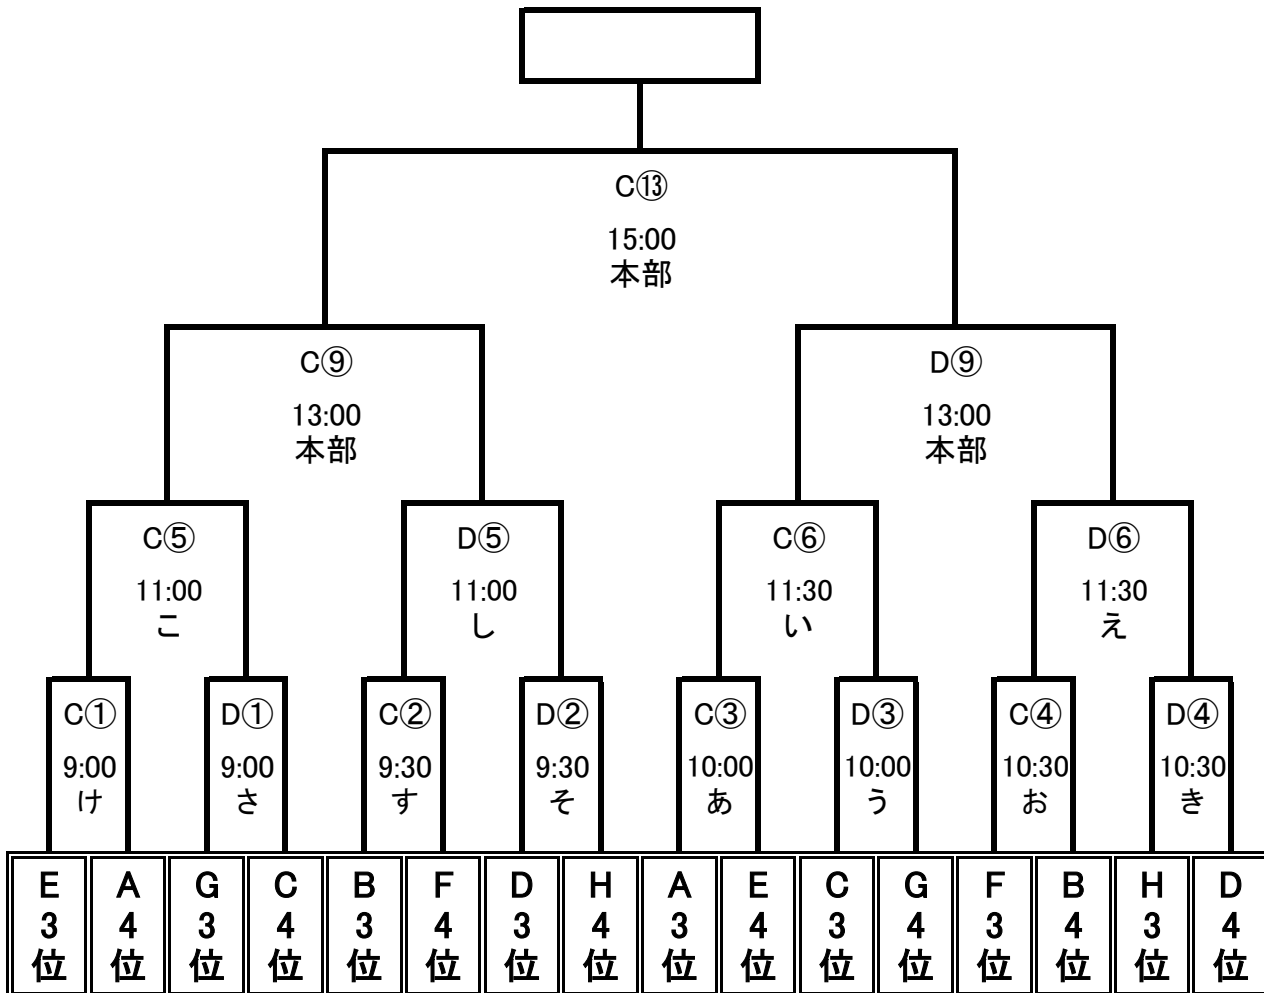 C⑬
15:00
本部
C⑨ D⑨
13:00 13:00
本部 本部
C⑤ D⑤ C⑥ D⑥
11:00 11:00 11:30 11:30
こ し い え
C① D① C② D② C③ D③ C④ D④
9:00 9:00 9:30 9:30 10:00 10:00 10:30 10:30
け さ す そ あ う お き
E A G C B F D H A E C G F B H D
3 4 3 4 3 4 3 4 3 4 3 4 3 4 3 4
位 位 位 位 位 位 位 位 位 位 位 位 位 位 位 位